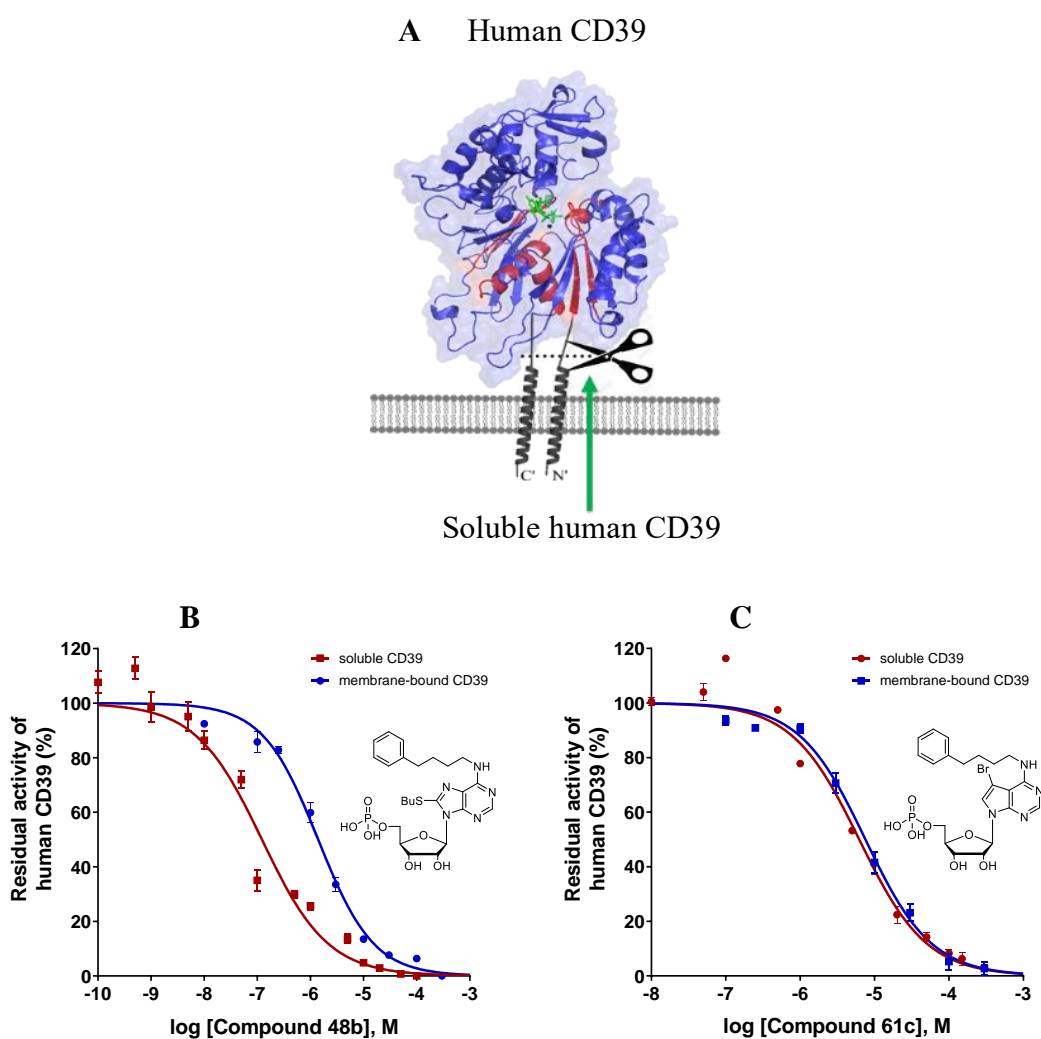 A Human CD39
C' N'
Soluble human CD39
B
120
100
80
60
40
20
0
Residual activity of
human CD39 (%)
soluble CD39
membrane-bound CD39
NH
N
N
BuS
N
N
O
HO P O
OH
O
OH OH
-10 -9 -8 -7 -6 -5 -4 -3
log [Compound 48b], M
C
120
100
80
60
40
20
0
Residual activity of
human CD39 (%)
soluble CD39
membrane-bound CD39
NH
Br
N
N
N
O
HO P O
OH
O
OH OH
-8 -7 -6 -5 -4 -3
log [Compound 61c], M